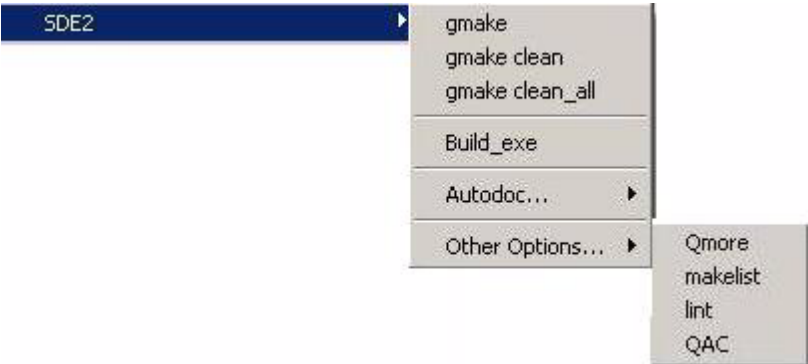 SDE2
gmake
gmake clean
gmake clean_all
Build_exe
Autodoc...
Other Options...
Qmore
makelist
lint
QAC